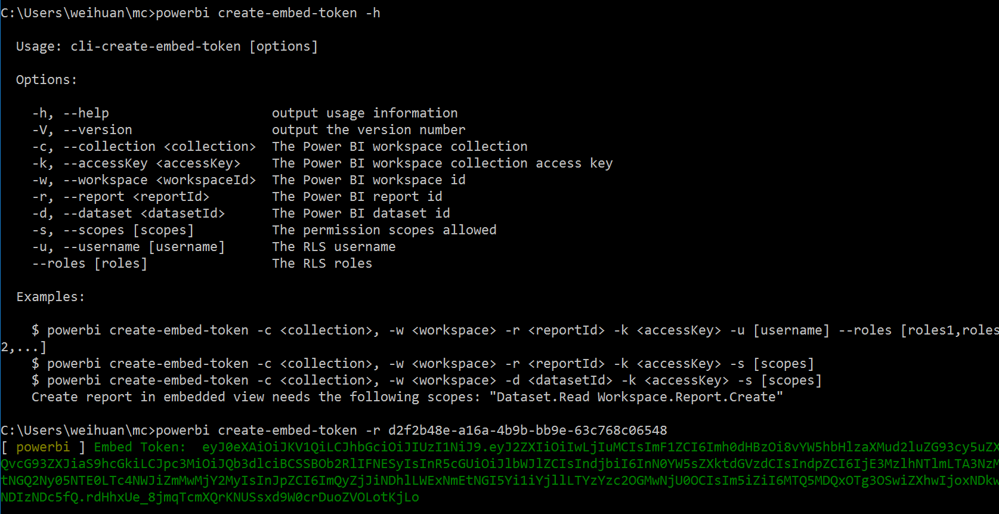 C:\Users\weihuan\mc>powerbi create-embed-token -h
Usage: cli-create-embed-token [options]
Options:
-h, --help output usage information
-V, --version output the version number
-c, --collection <collection> The Power BI workspace collection
-k, --accessKey <accessKey> The Power BI workspace collection access key
-w, --workspace <workspaceId> The Power BI workspace id
-r, --report <reportId> The Power BI report id
-d, --dataset <datasetId> The Power BI dataset id
-s, --scopes [scopes] The permission scopes allowed
-u, --username [username] The RLS username
--roles [roles] The RLS roles
Examples:
$ powerbi create-embed-token -c <collection>, -w <workspace> -r <reportId> -k <accessKey> -u [username] --roles [roles1,roles
2,...]
$ powerbi create-embed-token -c <collection>, -w <workspace> -r <reportId> -k <accessKey> -s [scopes]
$ powerbi create-embed-token -c <collection>, -w <workspace> -d <datasetId> -k <accessKey> -s [scopes]
Create report in embedded view needs the following scopes: "Dataset.Read Workspace.Report.Create"
C:\Users\weihuan\mc>powerbi create-embed-token -r d2f2b48e-a16a-4b9b-bb9e-63c768c06548
[ powerbi ] Embed Token: eyJ0eXAiOiJKV1QiLCJhbGciOiJIUzI1NiJ9.eyJ2ZXIiOiIwLjIuMCIsImF1ZCI6Imh0dHBzOi8vYW5hbHlzaXMud2luZG93cy5uZX
QvcG93ZXJiaS9hcGkiLCJpc3MiOiJQb3dlciBCSSBOb2RlIFNESyIsInR5cGUiOiJlbWJlZCIsIndjbiI6InN0YW5sZXktdGVzdCIsIndpZCI6IjE3MzlhNTlmLTA3NzM
tNGQ2Ny05NTE0LTc4NWJiZmMwMjY2MyIsInJpZCI6ImQyZjJiNDhlLWExNmEtNGI5Yi1iYjllLTYzYzc2OGMwNjU0OCIsIm5iZiI6MTQ5MDQxOTg3OSwiZXhwIjoxNDkw
NDIzNDc5fQ.rdHhxUe_8jmqTcmXQrKNUSsxd9W0crDuoZVOLotKjLo